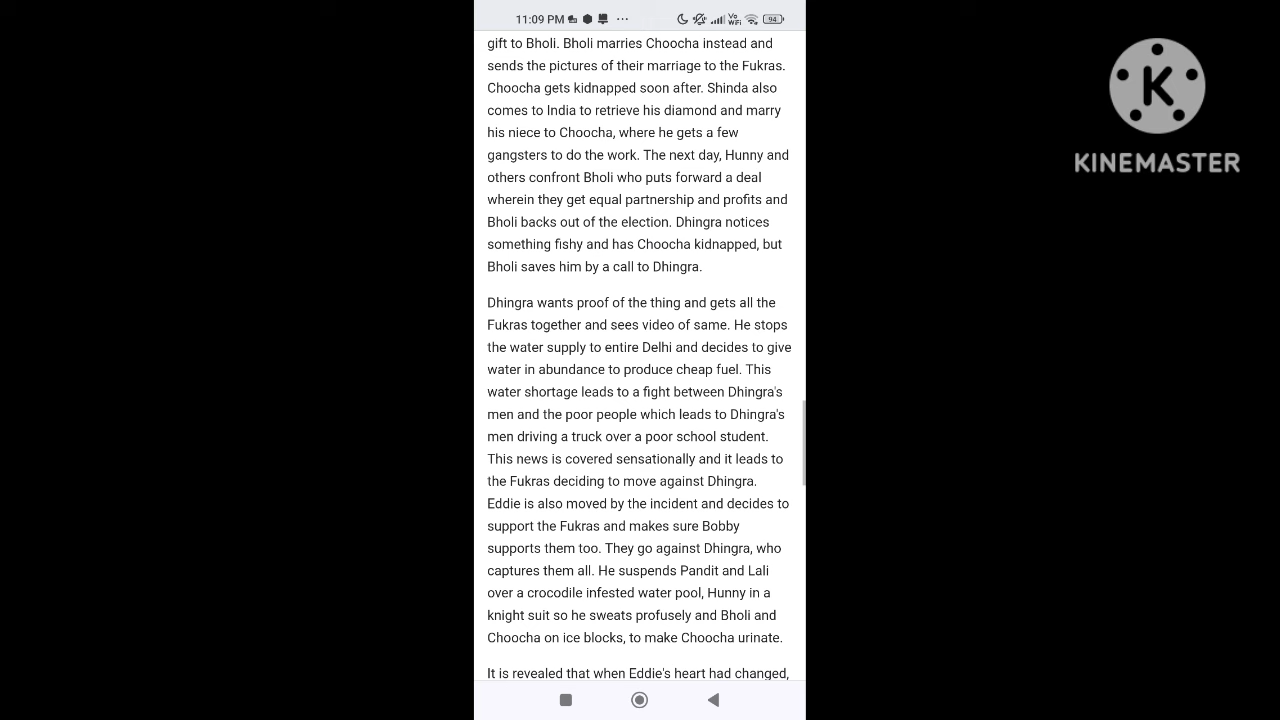 11:09 PM
Vo
WiFi
94
gift to Bholi. Bholi marries Choocha instead and
sends the pictures of their marriage to the Fukras.
Choocha gets kidnapped soon after. Shinda also
comes to India to retrieve his diamond and marry
his niece to Choocha, where he gets a few
gangsters to do the work. The next day, Hunny and
others confront Bholi who puts forward a deal
wherein they get equal partnership and profits and
Bholi backs out of the election. Dhingra notices
something fishy and has Choocha kidnapped, but
Bholi saves him by a call to Dhingra.
Dhingra wants proof of the thing and gets all the
Fukras together and sees video of same. He stops
the water supply to entire Delhi and decides to give
water in abundance to produce cheap fuel. This
water shortage leads to a fight between Dhingra's
men and the poor people which leads to Dhingra's
men driving a truck over a poor school student.
This news is covered sensationally and it leads to
the Fukras deciding to move against Dhingra.
Eddie is also moved by the incident and decides to
support the Fukras and makes sure Bobby
supports them too. They go against Dhingra, who
captures them all. He suspends Pandit and Lali
over a crocodile infested water pool, Hunny in a
knight suit so he sweats profusely and Bholi and
Choocha on ice blocks, to make Choocha urinate.
It is revealed that when Eddie's heart had changed,
K
KINEMASTER